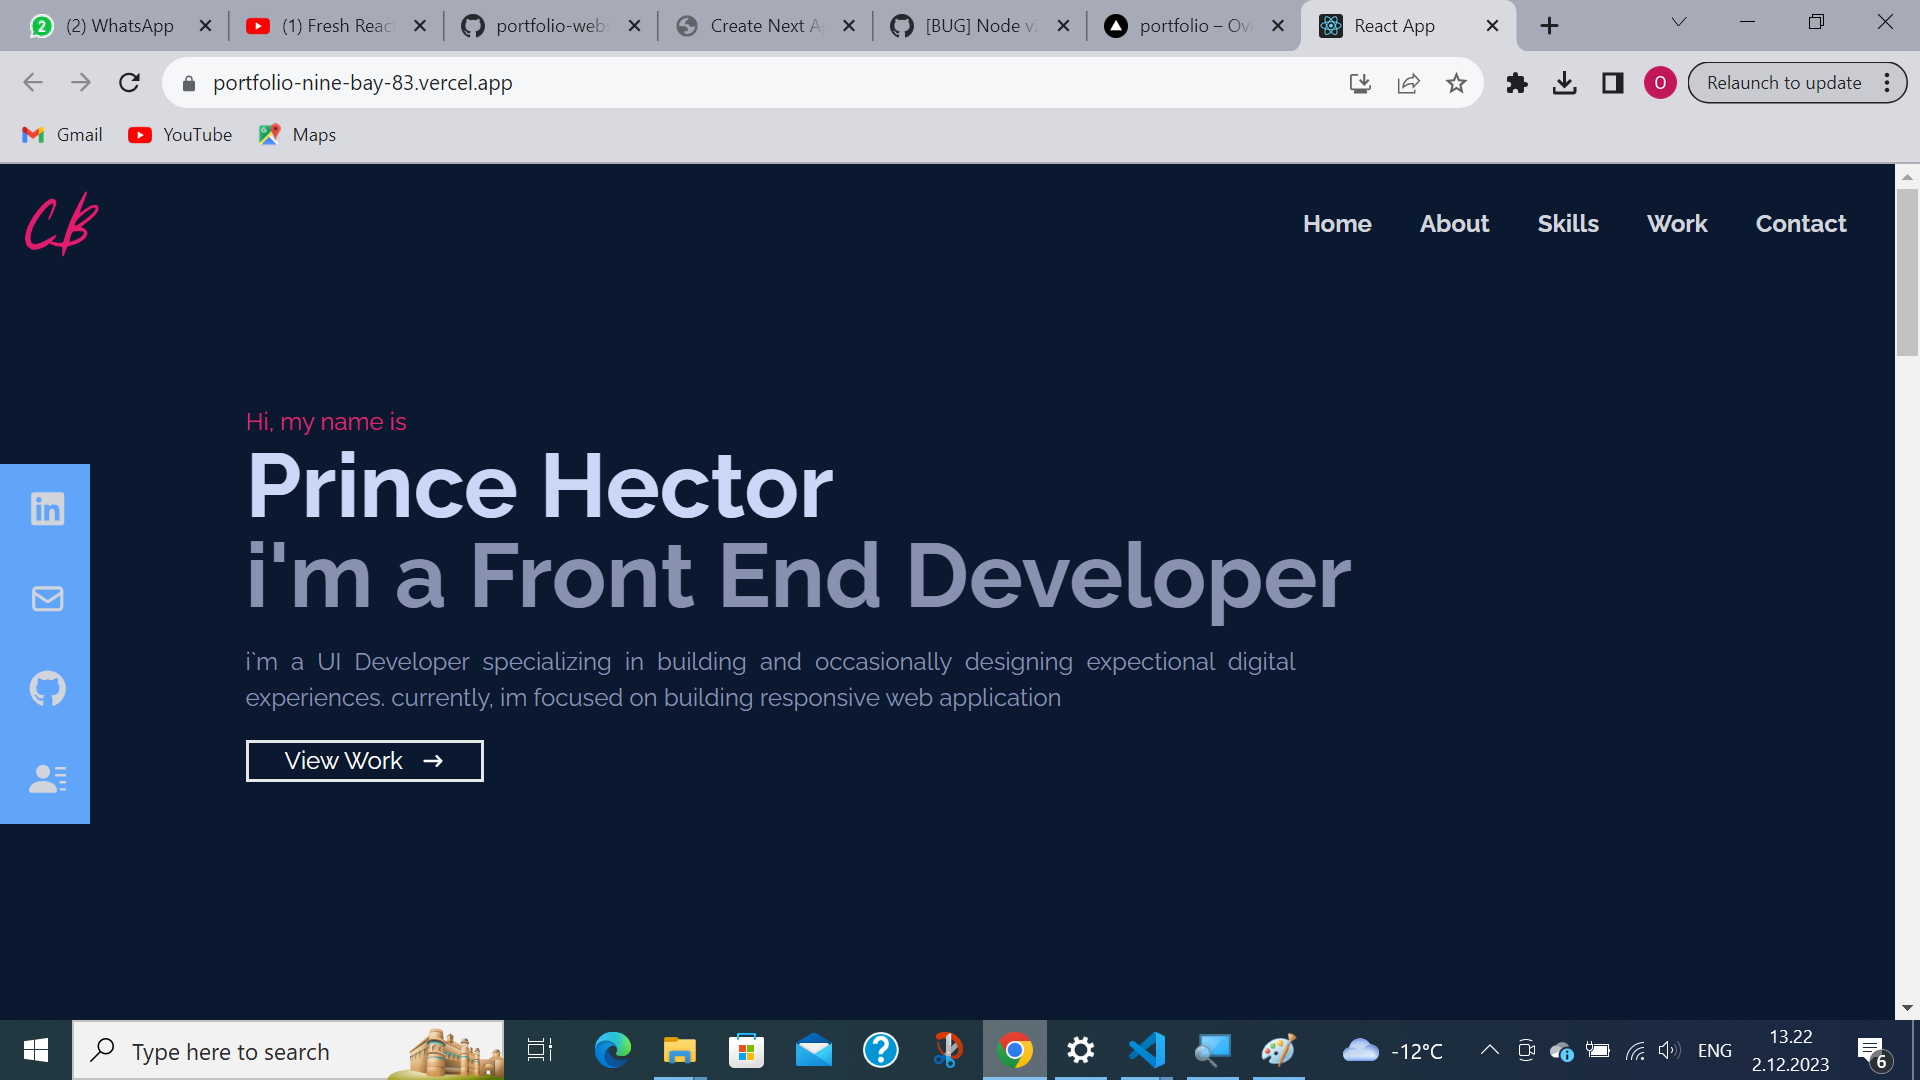 (2) WhatsApp
(1) Fresh Reac
portfolio-webs
Create Next A
[BUG] Node v2
portfolio – Ov
React App
portfolio-nine-bay-83.vercel.app
O
Relaunch to update
Gmail
YouTube
Maps
CB
Home
About
Skills
Work
Contact
Hi, my name is
Prince Hector
i'm a Front End Developer
i`m a UI Developer specializing in building and occasionally designing expectional digital
experiences. currently, im focused on building responsive web application
View Work →
Type here to search
-12°C
ENG
13.22
2.12.2023
6